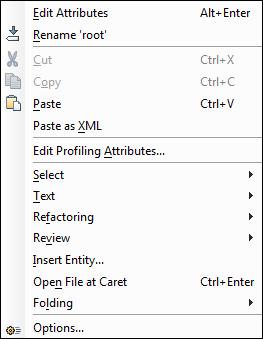 Edit Attributes Alt+Enter
Rename 'root'
Cut Ctrl+X
Copy Ctrl+C
Paste Ctrl+V
Paste as XML
Edit Profiling Attributes...
Select
Text
Refactoring
Review
Insert Entity...
Open File at Caret Ctrl+Enter
Folding
Options...